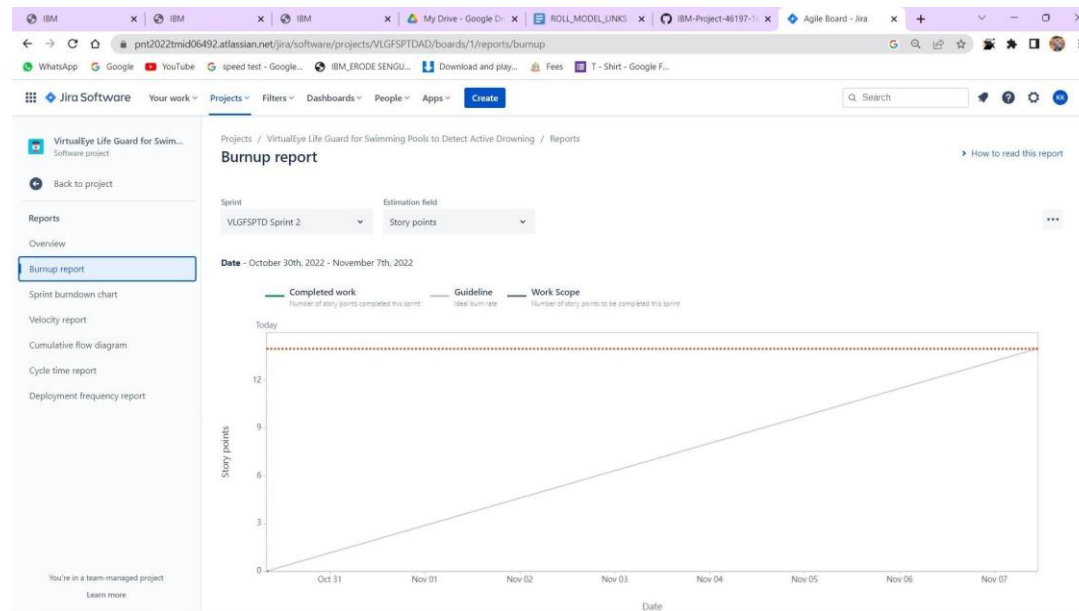 IBM
IBM
IBM
My Drive - Google Dr
ROLL_MODEL_LINKS
IBM-Project-46197-1
Agile Board - Jira
pnt2022tmid06492.atlassian.net/jira/software/projects/VLGFSPTDAD/boards/1/reports/burnup
WhatsApp Google YouTube speed test - Google... IBM_ERODE SENGU... Download and play... Fees T - Shirt - Google F...
Jira Software Your work Projects Filters Dashboards People Apps Create Search KK
VirtualEye Life Guard for Swim...
Software project
Back to project
Reports
Overview
Burnup report
Sprint burndown chart
Velocity report
Cumulative flow diagram
Cycle time report
Deployment frequency report
You're in a team-managed project
Learn more
Projects / VirtualEye Life Guard for Swimming Pools to Detect Active Drowning / Reports
Burnup report
How to read this report
Sprint Estimation field
VLGFSPTD Sprint 2 Story points
Date - October 30th, 2022 - November 7th, 2022
Completed work Guideline Work Scope
Number of story points completed this sprint Ideal burn rate Number of story points to be completed this sprint
Today
12
9
6
3
0
Story points
Oct 31 Nov 01 Nov 02 Nov 03 Nov 04 Nov 05 Nov 06 Nov 07
Date